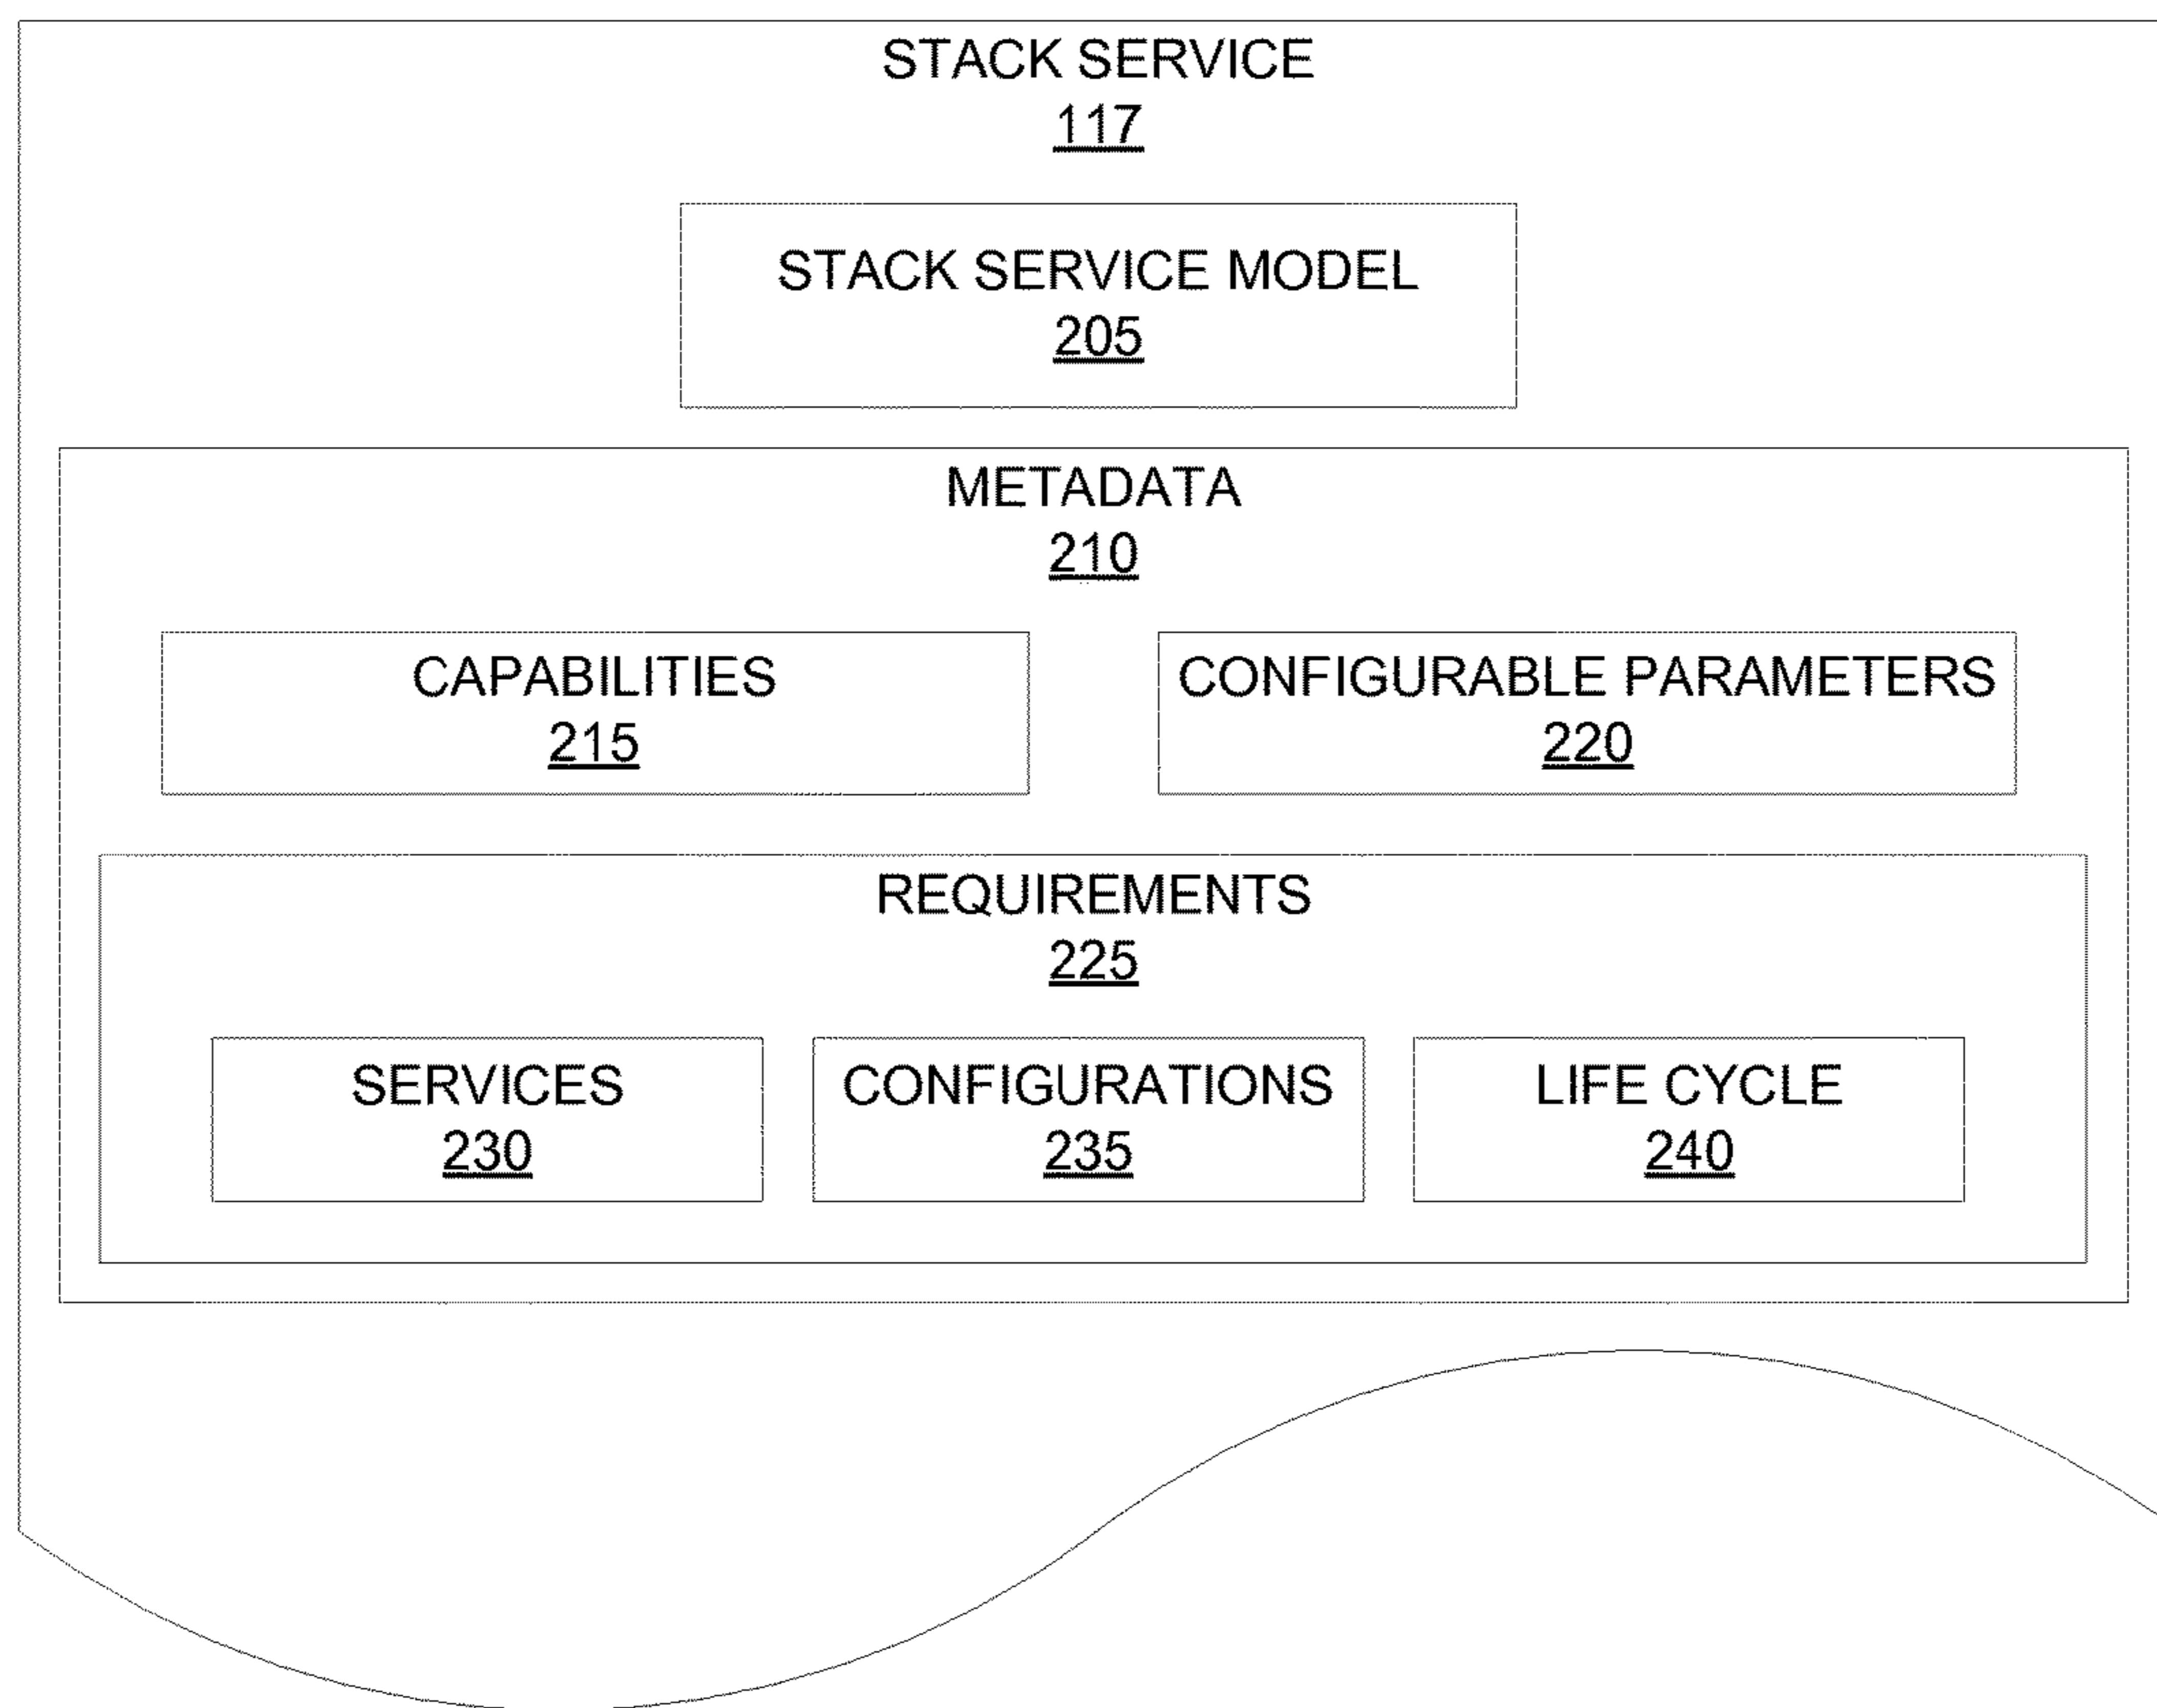 STACK SERVICE
117
STACK SERVICE MODEL
205
METADATA
210
CAPABILITIES
215
CONFIGURABLE PARAMETERS
220
REQUIREMENTS
225
SERVICES
230
CONFIGURATIONS
235
LIFE CYCLE
240